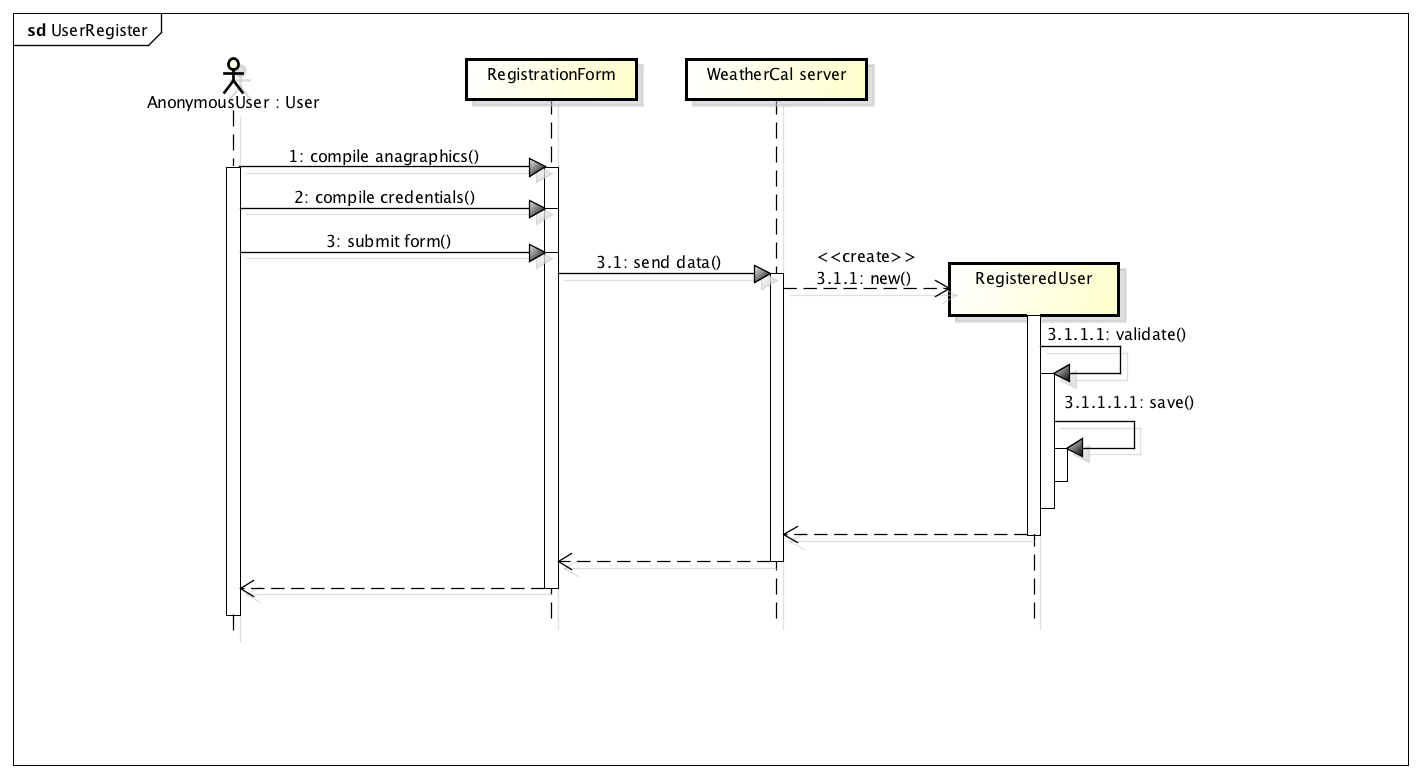 sd UserRegister
RegistrationForm
WeatherCal server
AnonymousUser : User
1: compile anagraphics()
2: compile credentials()
3: submit form()
3.1: send data()
<<create>>
3.1.1: new()
RegisteredUser
3.1.1.1: validate()
3.1.1.1.1: save()